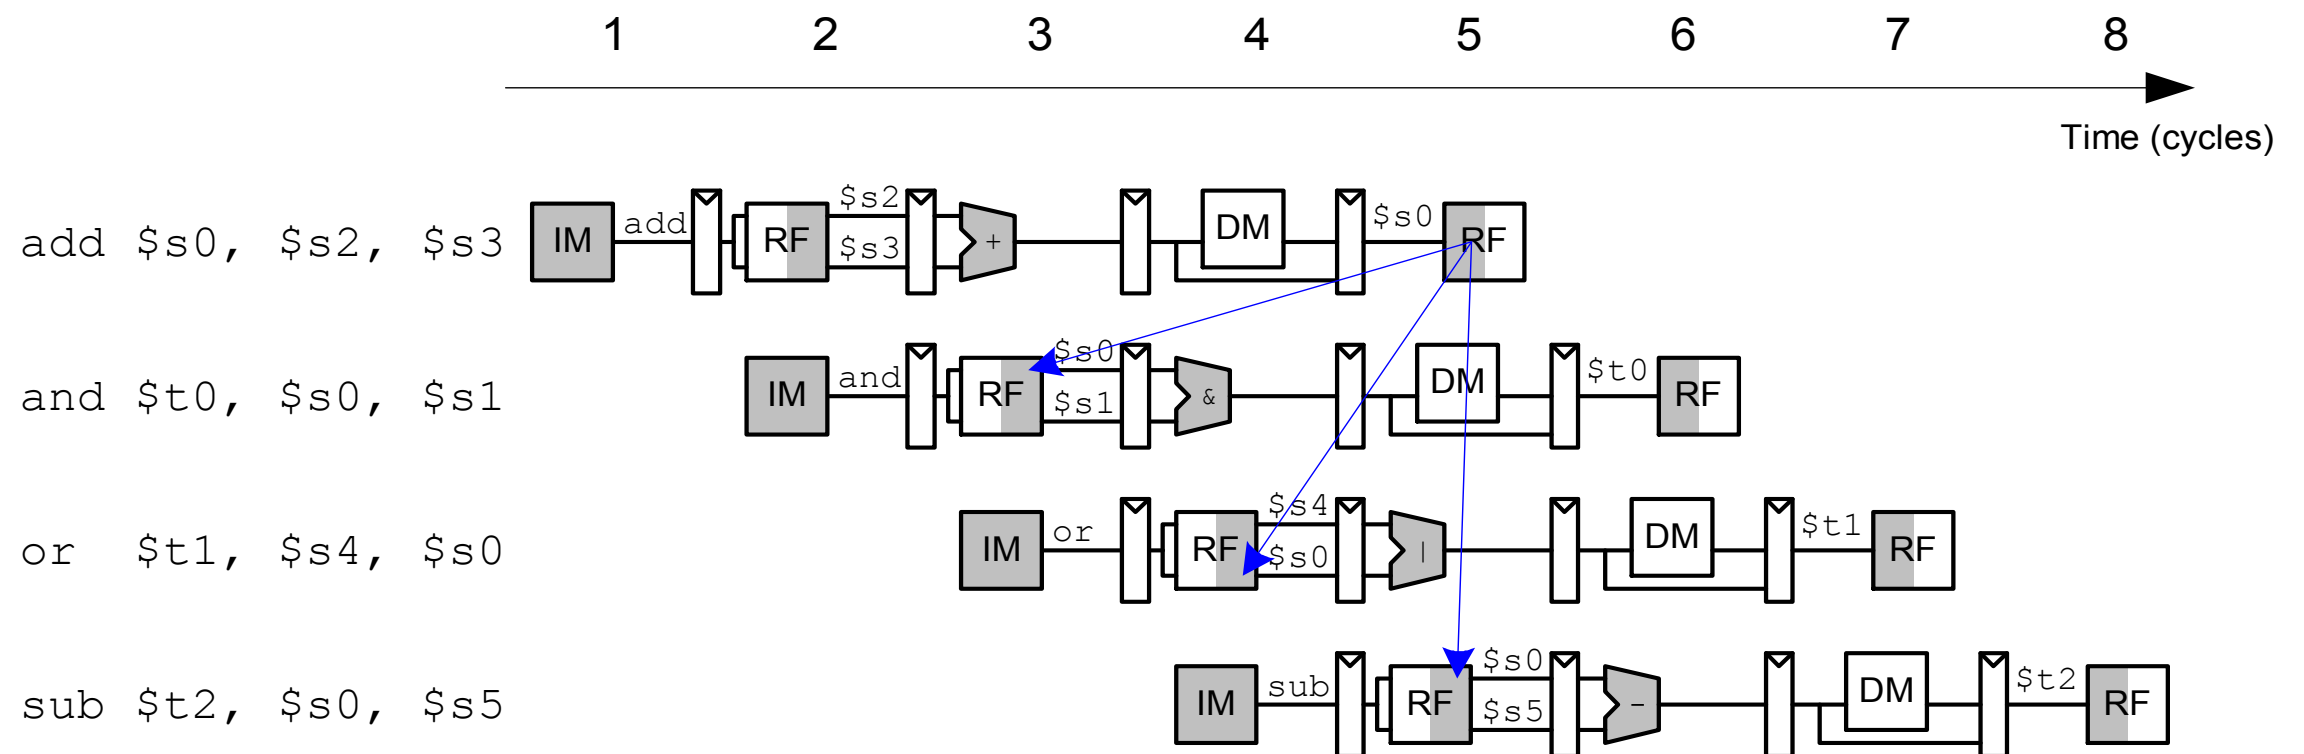 1 2 3 4 5 6 7 8
Time (cycles)
add $s0, $s2, $s3 IM add RF $s2 $s3 + DM $s0 RF
and $t0, $s0, $s1 IM and RF $s0 $s1 & DM $t0 RF
or $t1, $s4, $s0 IM or RF $s4 $s0 | DM $t1 RF
sub $t2, $s0, $s5 IM sub RF $s0 $s5 - DM $t2 RF